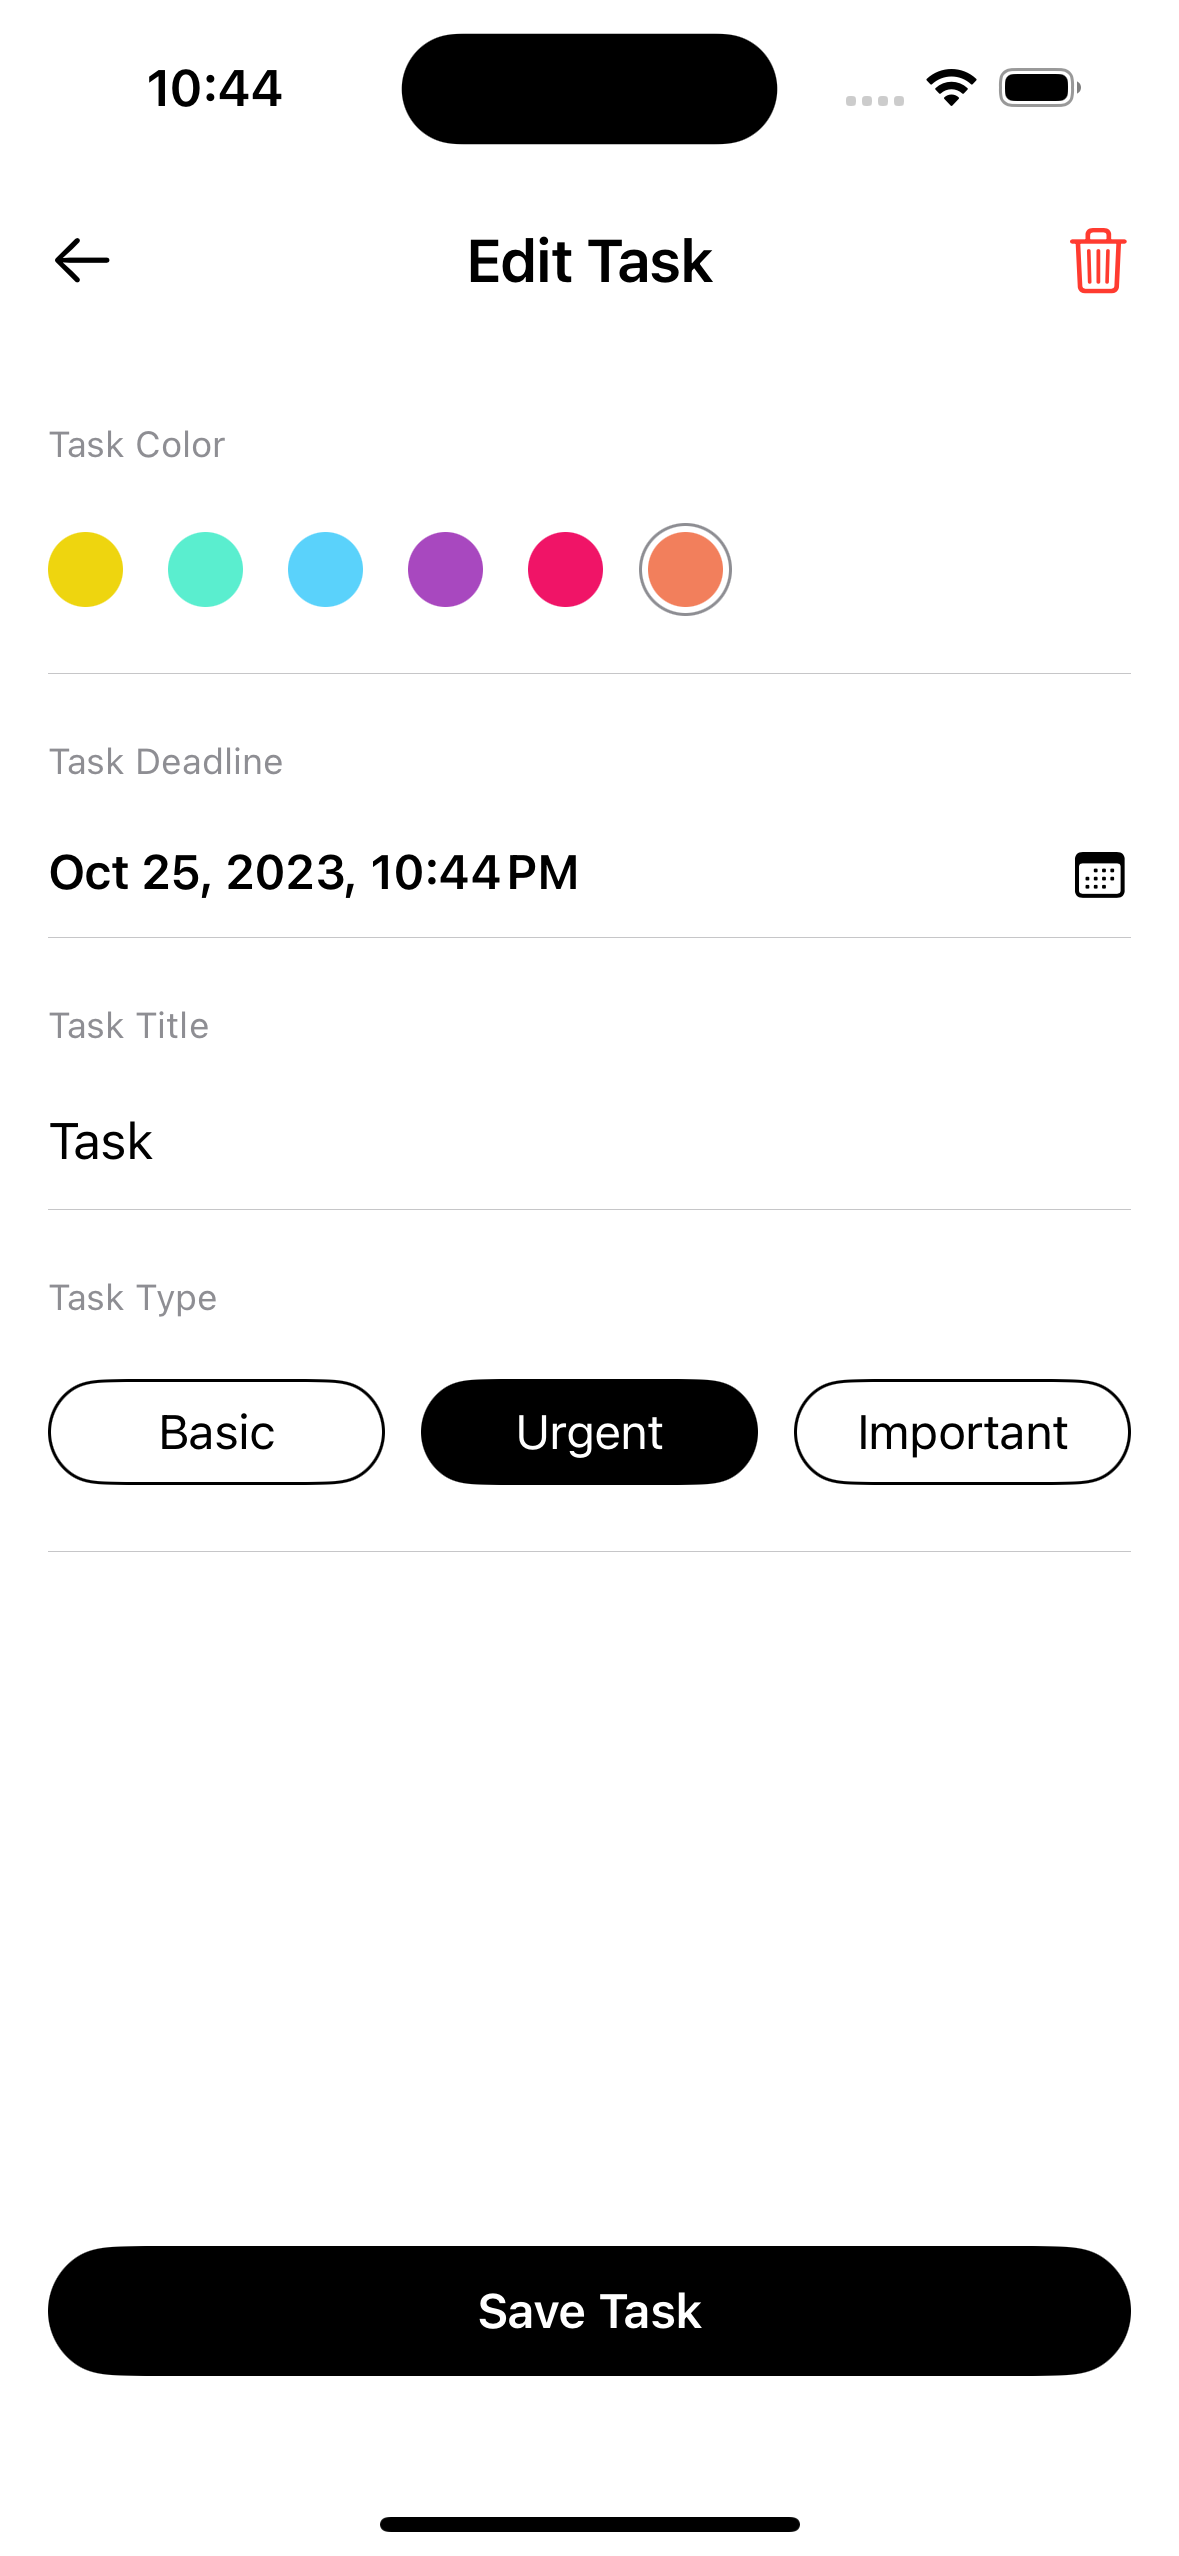 10:44
Edit Task
Task Color
Task Deadline
Oct 25, 2023, 10:44 PM
Task Title
Task
Task Type
Basic Urgent Important
Save Task